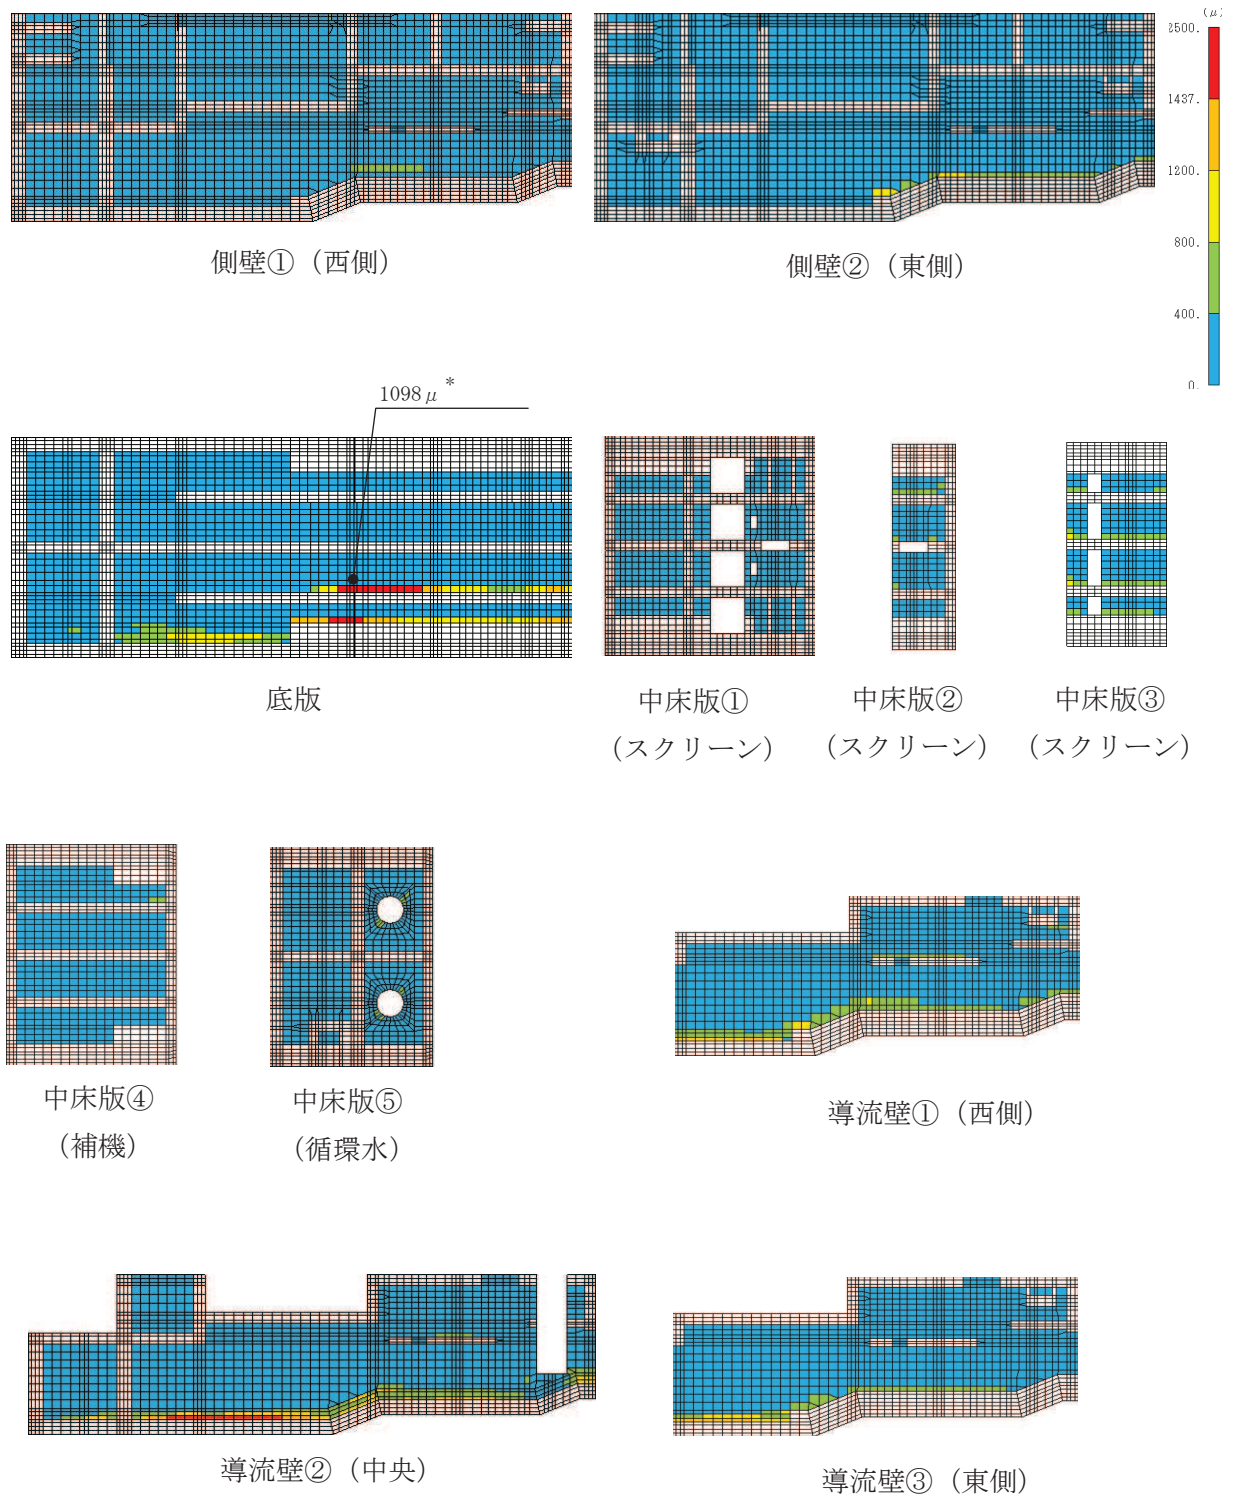 (μ)
2500.
1437.
1200.
800.
400.
0.
側壁①（西側）
側壁②（東側）
1098μ*
底版
中床版①
（スクリーン）
中床版②
（スクリーン）
中床版③
（スクリーン）
中床版④
（補機）
中床版⑤
（循環水）
導流壁①（西側）
導流壁②（中央）
導流壁③（東側）